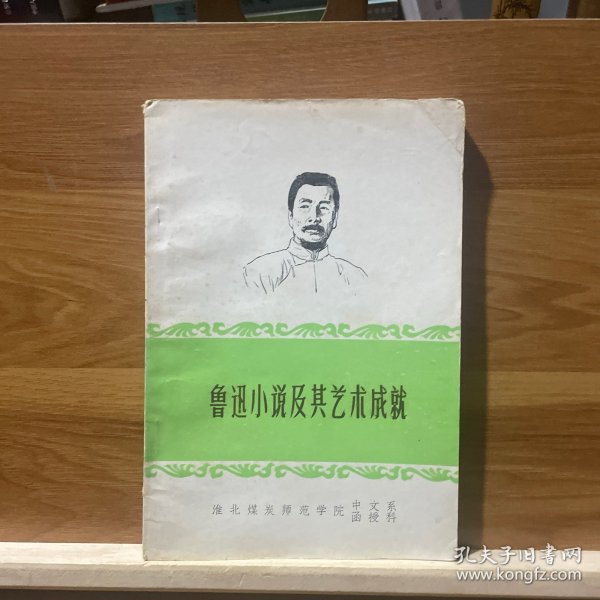 鲁迅小说及其艺术成就
淮北煤炭师范学院中文系
函授科
孔夫子旧书网
www.kongfz.com